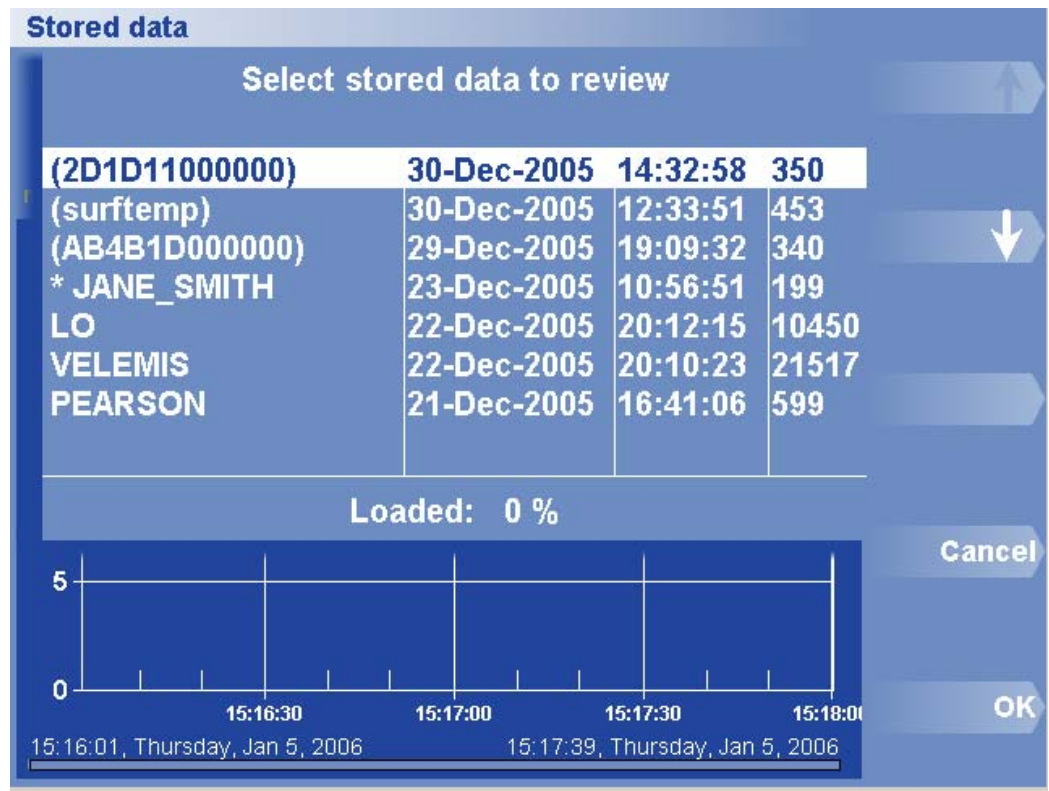 Stored data
Select stored data to review
(2D1D11000000) 30-Dec-2005 14:32:58 350
(surftemp) 30-Dec-2005 12:33:51 453
(AB4B1D000000) 29-Dec-2005 19:09:32 340
* JANE_SMITH 23-Dec-2005 10:56:51 199
LO 22-Dec-2005 20:12:15 10450
VELEMIS 22-Dec-2005 20:10:23 21517
PEARSON 21-Dec-2005 16:41:06 599
Loaded: 0 %
Cancel
5
0
15:16:30 15:17:00 15:17:30 15:18:0
OK
15:16:01, Thursday, Jan 5, 2006 15:17:39, Thursday, Jan 5, 2006